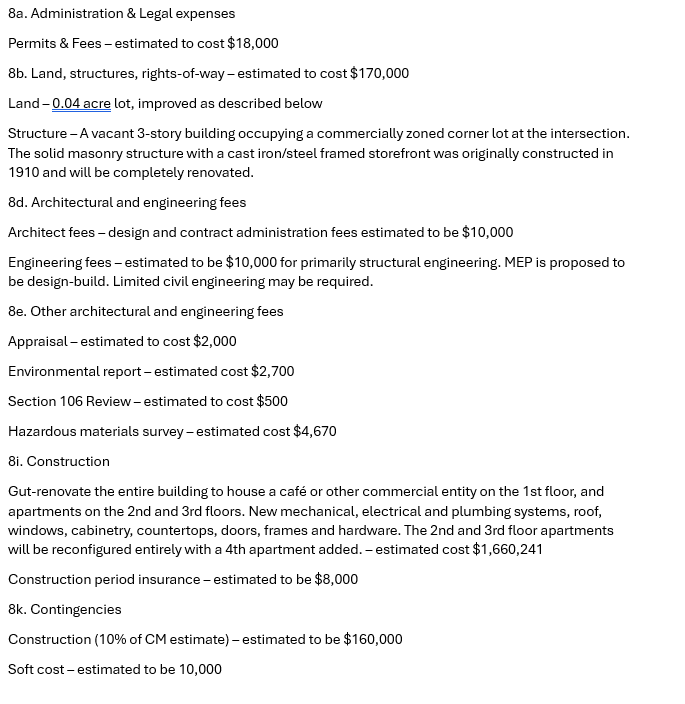 8a. Administration & Legal expenses
Permits & Fees – estimated to cost $18,000
8b. Land, structures, rights-of-way – estimated to cost $170,000
Land – 0.04 acre lot, improved as described below
Structure – A vacant 3-story building occupying a commercially zoned corner lot at the intersection.
The solid masonry structure with a cast iron/steel framed storefront was originally constructed in
1910 and will be completely renovated.
8d. Architectural and engineering fees
Architect fees – design and contract administration fees estimated to be $10,000
Engineering fees – estimated to be $10,000 for primarily structural engineering. MEP is proposed to
be design-build. Limited civil engineering may be required.
8e. Other architectural and engineering fees
Appraisal – estimated to cost $2,000
Environmental report – estimated cost $2,700
Section 106 Review – estimated to cost $500
Hazardous materials survey – estimated cost $4,670
8i. Construction
Gut-renovate the entire building to house a café or other commercial entity on the 1st floor, and
apartments on the 2nd and 3rd floors. New mechanical, electrical and plumbing systems, roof,
windows, cabinetry, countertops, doors, frames and hardware. The 2nd and 3rd floor apartments
will be reconfigured entirely with a 4th apartment added. – estimated cost $1,660,241
Construction period insurance – estimated to be $8,000
8k. Contingencies
Construction (10% of CM estimate) – estimated to be $160,000
Soft cost – estimated to be 10,000